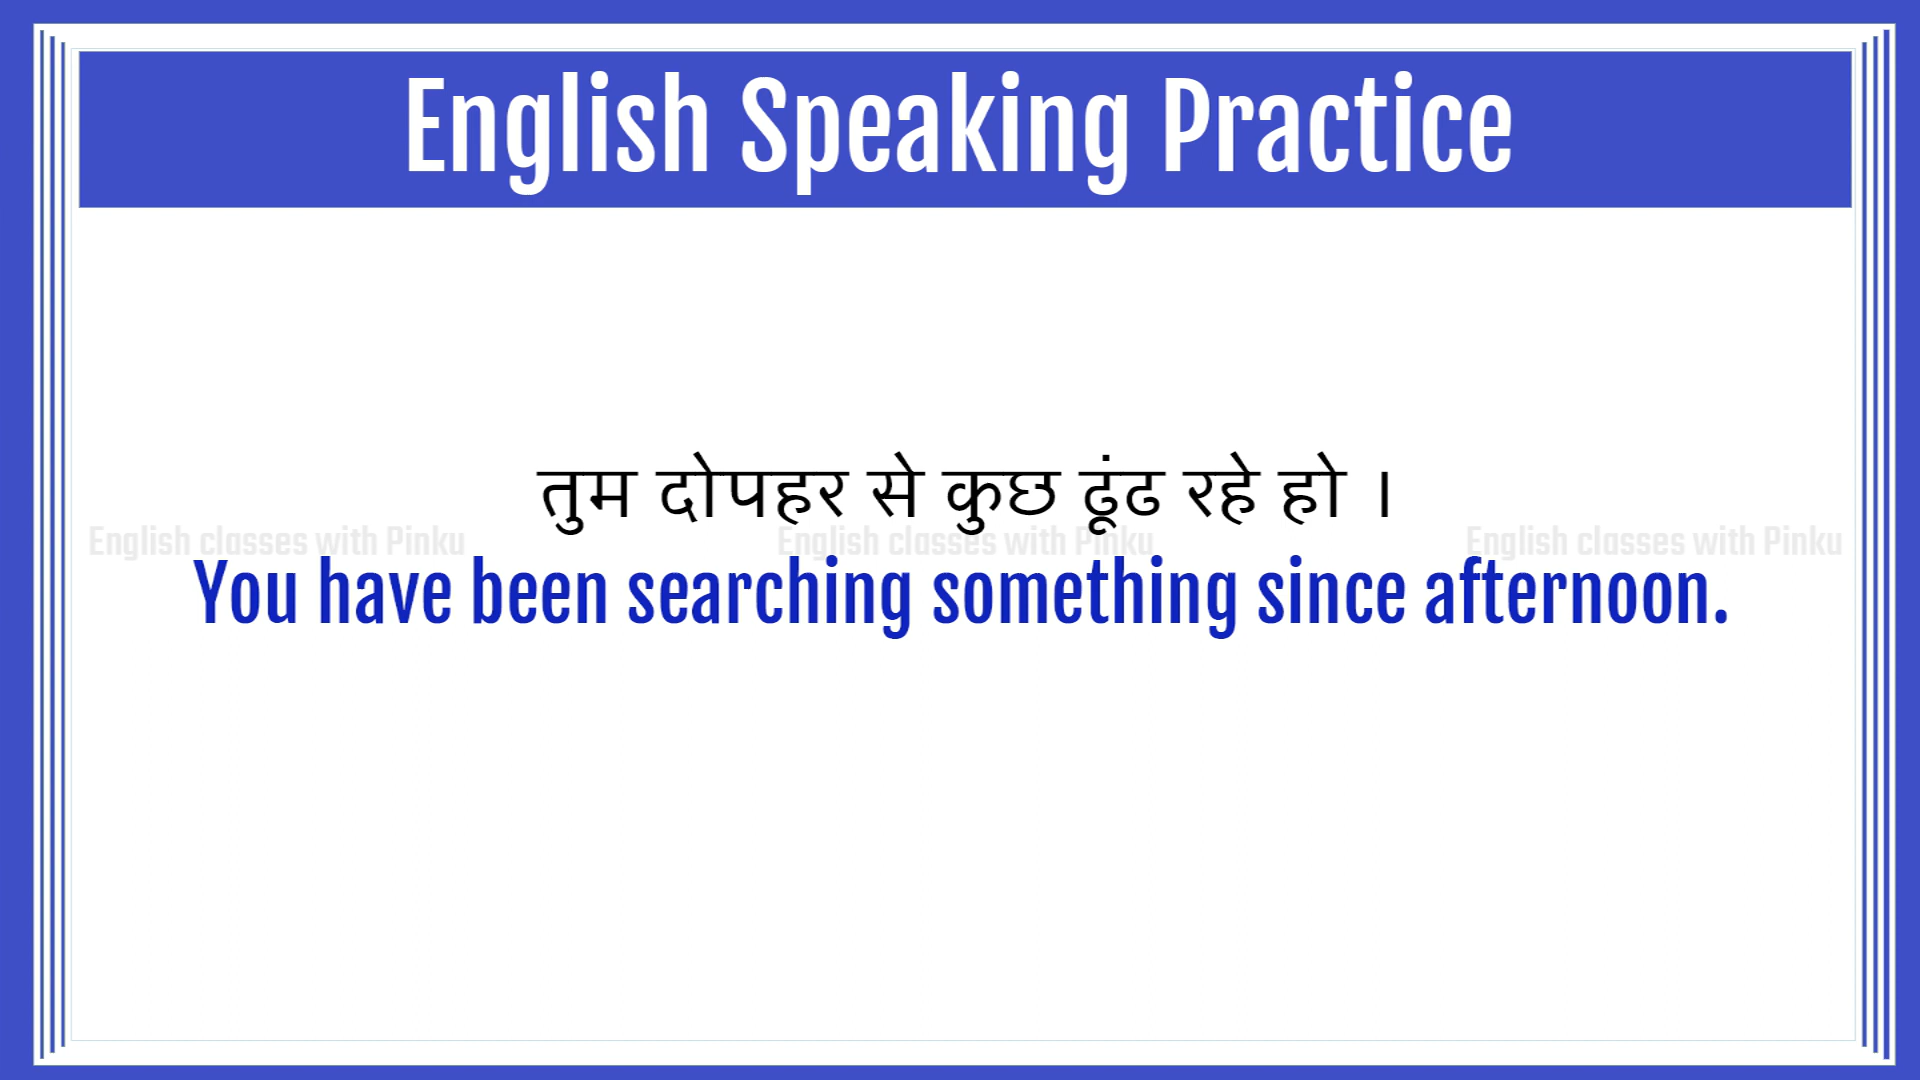 English Speaking Practice
तुम दोपहर से कुछ ढूंढ रहे हो ।
English classes with Pinku English classes with Pinku English classes with Pinku
You have been searching something since afternoon.